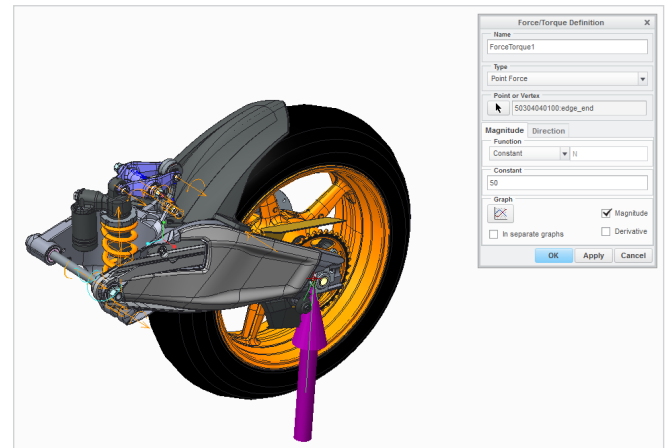 Force/Torque Definition
Name
ForceTorque1
Type
Point Force
Point or Vertex
50304040100:edge_end
Magnitude Direction
Function
Constant N
Constant
50
Graph
Magnitude
In separate graphs Derivative
OK Apply Cancel